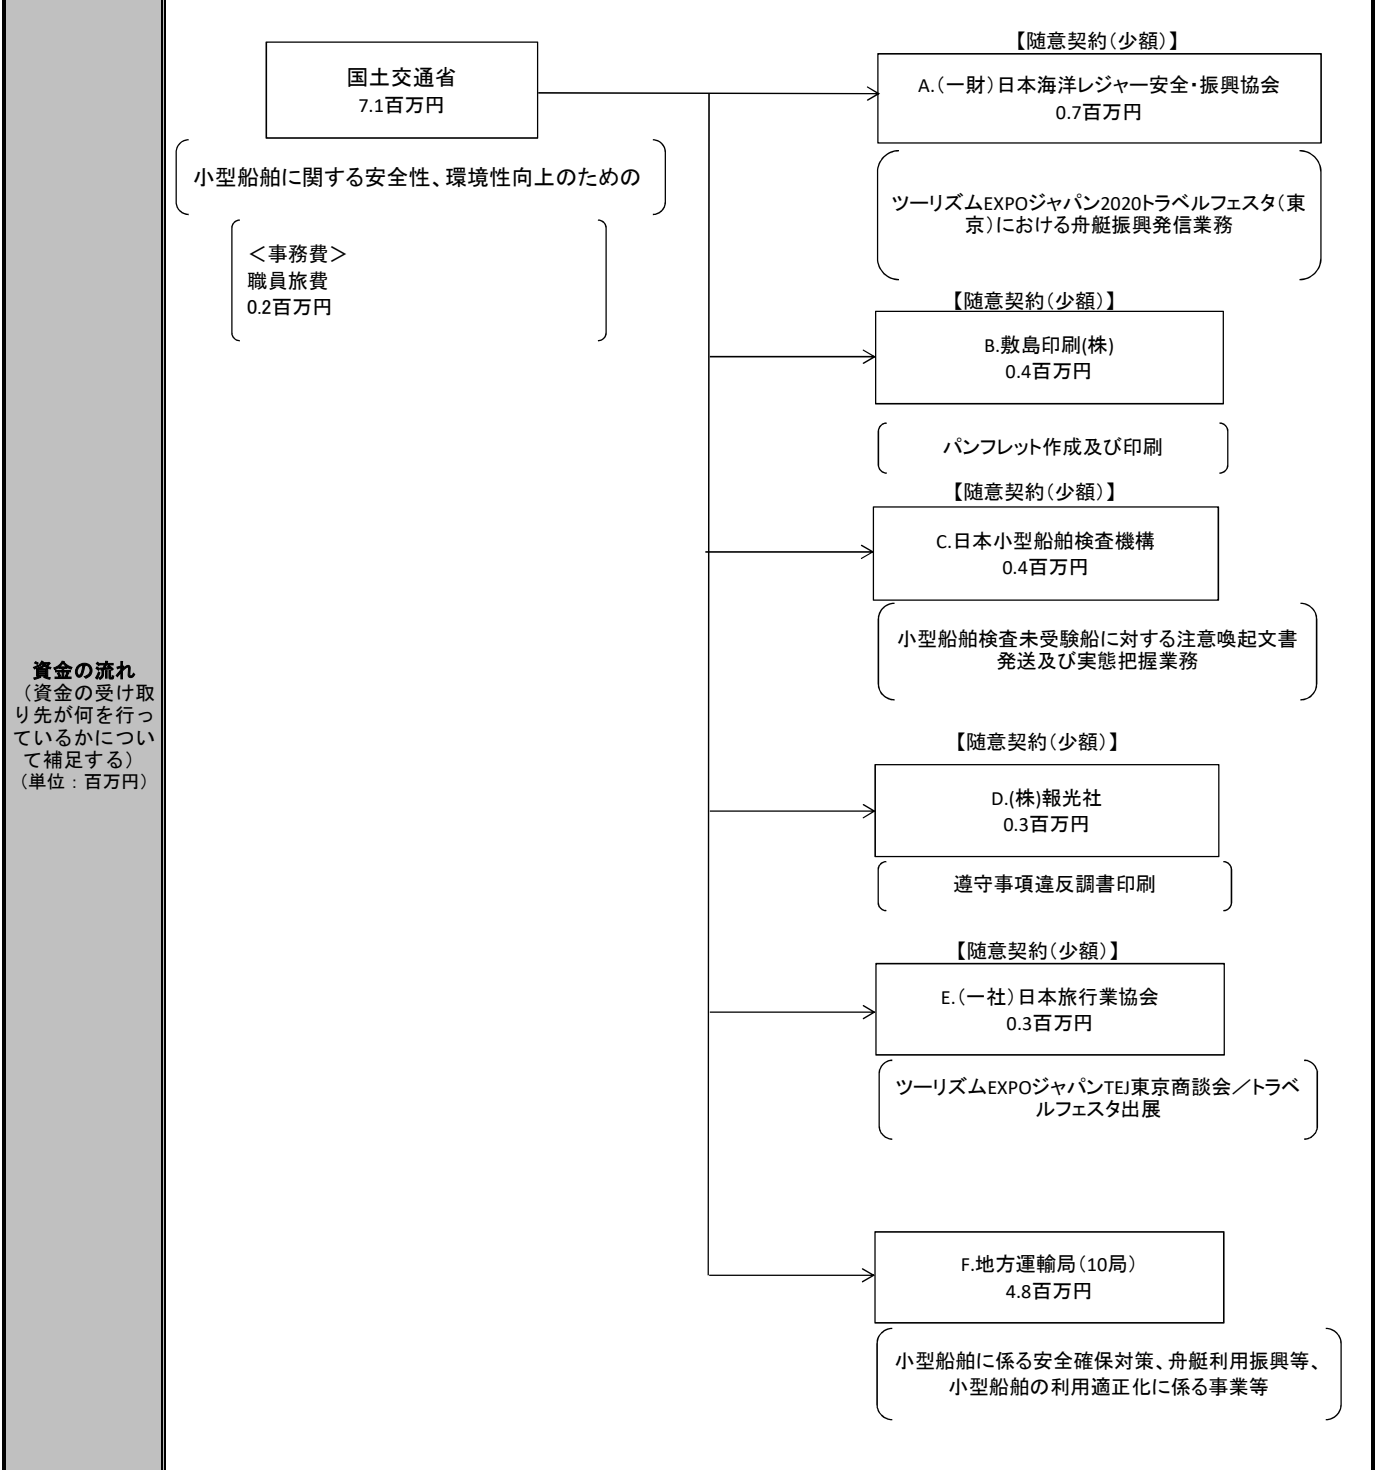 資金の流れ
（資金の受け取
り先が何を行っ
ているかについ
て補足する）
（単位：百万円）
国土交通省
7.1百万円
小型船舶に関する安全性、環境性向上のための
＜事務費＞
職員旅費
0.2百万円
【随意契約（少額）】
A.（一財）日本海洋レジャー安全・振興協会
0.7百万円
ツーリズムEXPOジャパン2020トラベルフェスタ（東
京）における舟艇振興発信業務
【随意契約（少額）】
B.敷島印刷(株)
0.4百万円
パンフレット作成及び印刷
【随意契約（少額）】
C.日本小型船舶検査機構
0.4百万円
小型船舶検査未受験船に対する注意喚起文書
発送及び実態把握業務
【随意契約（少額）】
D.(株)報光社
0.3百万円
遵守事項違反調書印刷
【随意契約（少額）】
E.（一社）日本旅行業協会
0.3百万円
ツーリズムEXPOジャパンTEJ東京商談会／トラベ
ルフェスタ出展
F.地方運輸局（10局）
4.8百万円
小型船舶に係る安全確保対策、舟艇利用振興等、
小型船舶の利用適正化に係る事業等